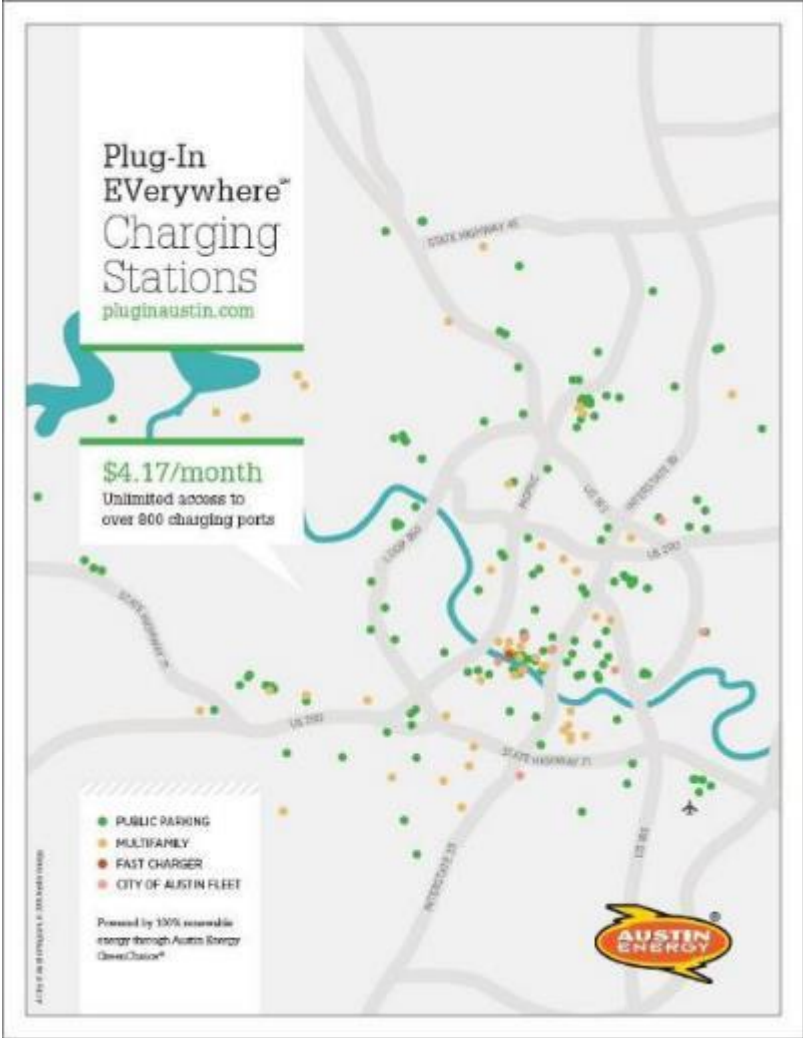 Plug-In
EVerywhere℠
Charging
Stations
pluginaustin.com
$4.17/month
Unlimited access to
over 800 charging ports
STATE HIGHWAY 45
MOPAC
US 183
INTERSTATE 35
LOOP 360
US 290
STATE HIGHWAY 71
US 290
STATE HIGHWAY 71
INTERSTATE 35
US 183
PUBLIC PARKING
MULTIFAMILY
FAST CHARGER
CITY OF AUSTIN FLEET
Powered by 100% renewable
energy through Austin Energy
GreenChoice®
AUSTIN
ENERGY®